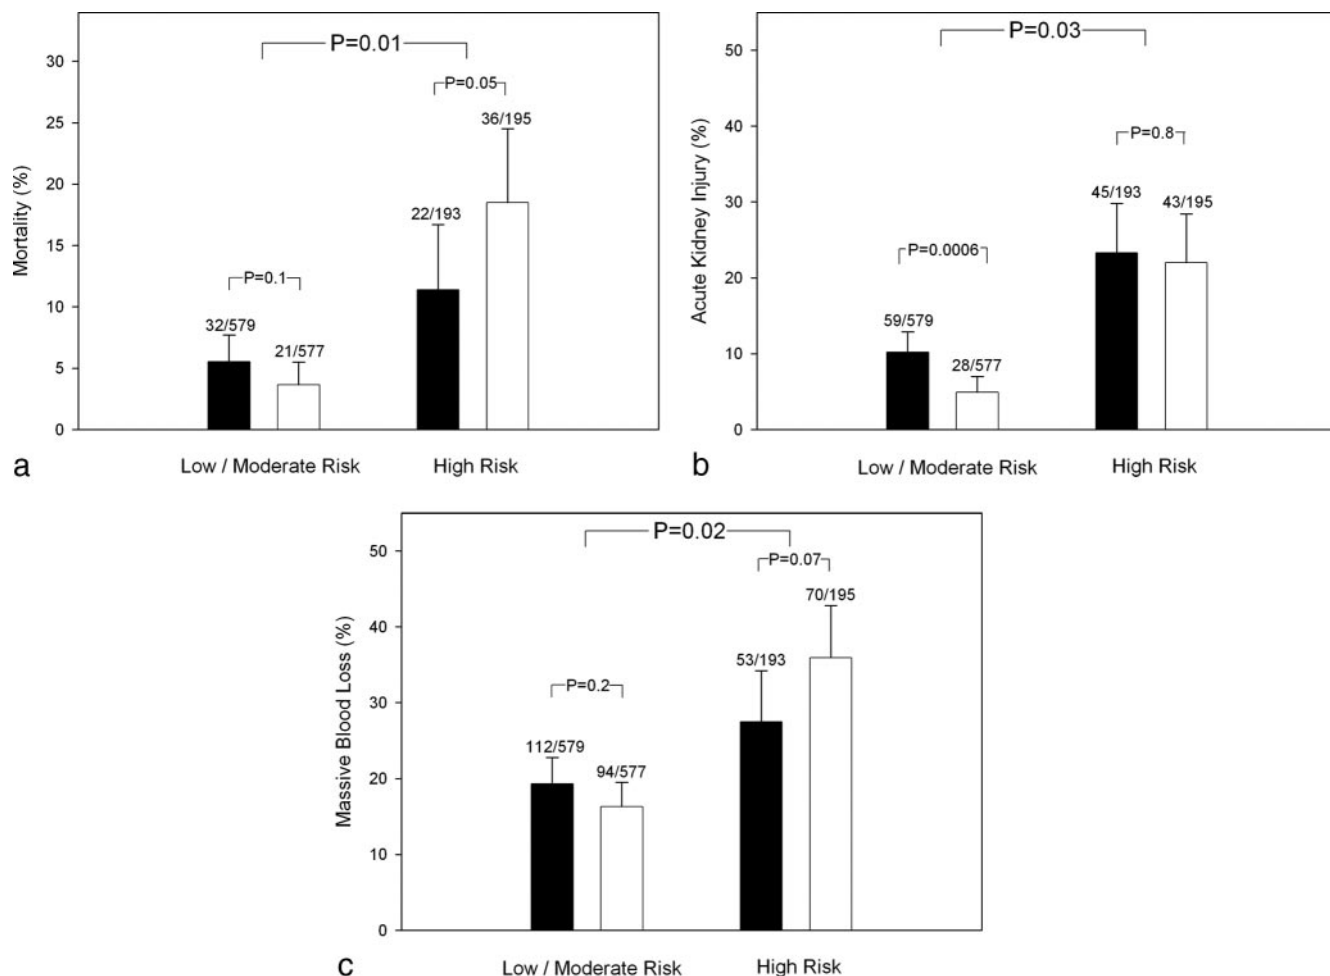 P=0.01
P=0.05
36/195
22/193
P=0.1
32/579
21/577
30
25
20
15
10
5
0
Mortality (%)
Low / Moderate Risk
High Risk
a
P=0.03
P=0.8
45/193
43/195
P=0.0006
59/579
28/577
50
40
30
20
10
0
Acute Kidney Injury (%)
Low / Moderate Risk
High Risk
b
P=0.02
P=0.07
70/195
53/193
P=0.2
112/579
94/577
50
40
30
20
10
0
Massive Blood Loss (%)
Low / Moderate Risk
High Risk
c